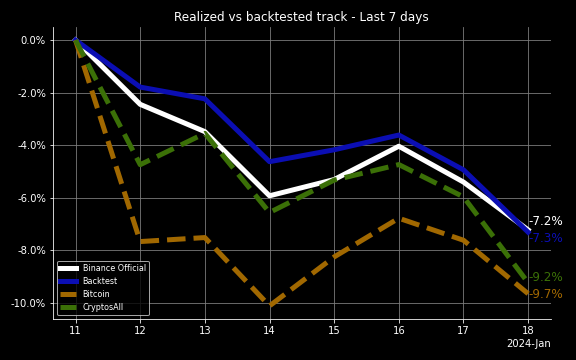 Realized vs backtested track - Last 7 days
0.0%
-2.0%
-4.0%
-6.0%
-8.0%
-10.0%
-7.2%
-7.3%
-9.2%
-9.7%
Binance Official
Backtest
Bitcoin
CryptosAll
11 12 13 14 15 16 17 18
2024-Jan